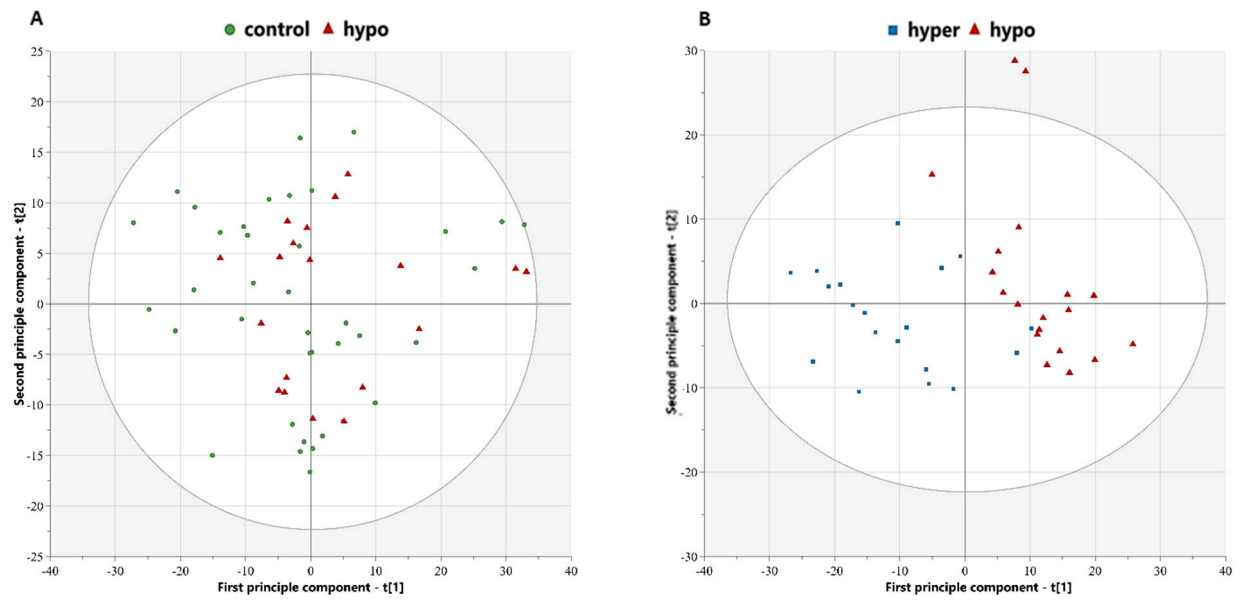 A
control hypo
25
20
15
10
5
0
-5
-10
-15
-20
-25
-40 -30 -20 -10 0 10 20 30 40
Second principle component - t[2]
First principle component - t[1]
B
hyper hypo
30
20
10
0
-10
-20
-30
-40 -30 -20 -10 0 10 20 30 40
Second principle component - t[2]
First principle component - t[1]